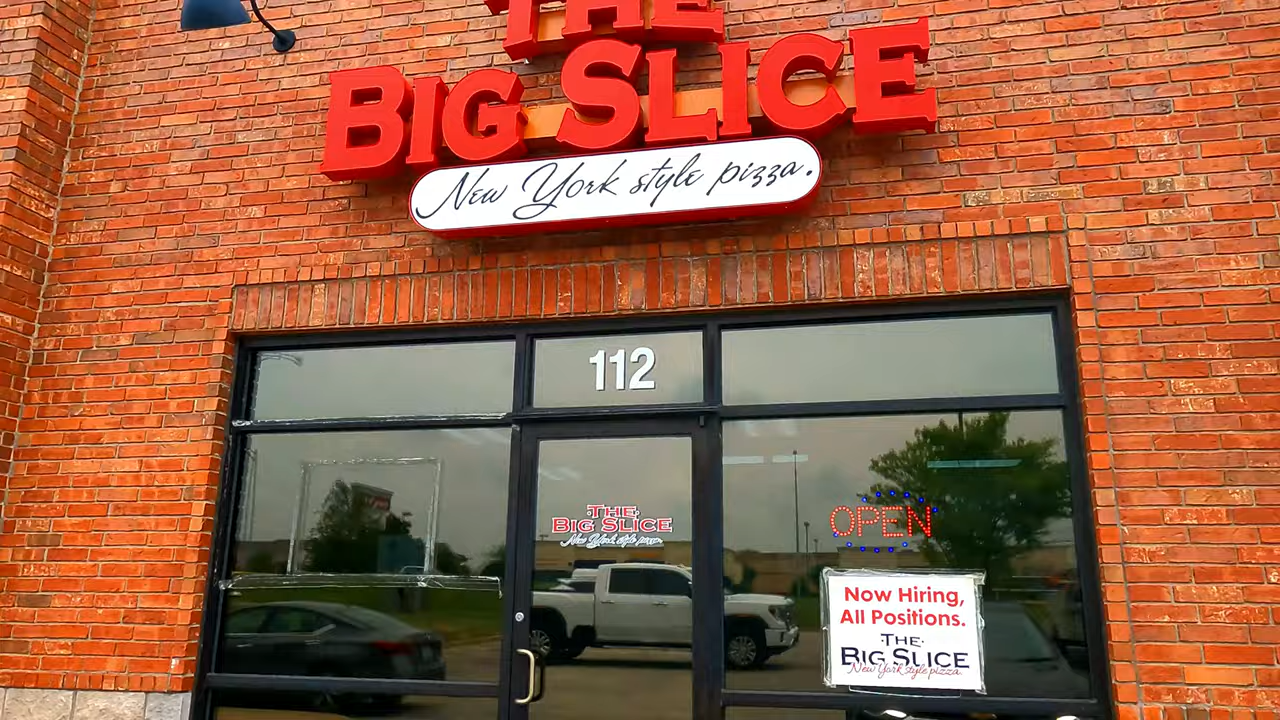 THE
BIG SLICE
New York style pizza.
112
THE
BIG SLICE
New York style pizza.
OPEN
Now Hiring,
All Positions.
·THE·
BIG SLICE
New York style pizza.